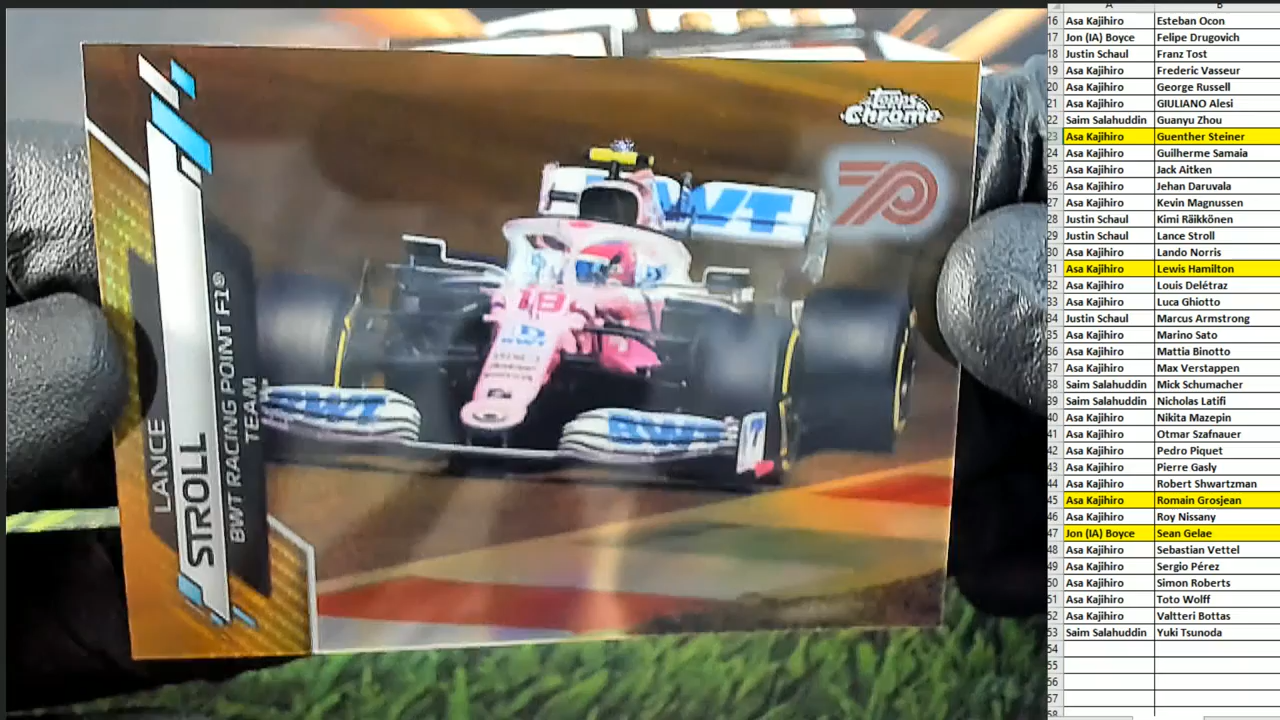 Topps
Chrome
70
LANCE
STROLL
BWT RACING POINT F1®
TEAM
BWT
18
BWT
BWT
A B
16 Asa Kajihiro Esteban Ocon
17 Jon (IA) Boyce Felipe Drugovich
18 Justin Schaul Franz Tost
19 Asa Kajihiro Frederic Vasseur
20 Asa Kajihiro George Russell
21 Asa Kajihiro GIULIANO Alesi
22 Saim Salahuddin Guanyu Zhou
23 Asa Kajihiro Guenther Steiner
24 Asa Kajihiro Guilherme Samaia
25 Asa Kajihiro Jack Aitken
26 Asa Kajihiro Jehan Daruvala
27 Asa Kajihiro Kevin Magnussen
28 Justin Schaul Kimi Räikkönen
29 Justin Schaul Lance Stroll
30 Asa Kajihiro Lando Norris
31 Asa Kajihiro Lewis Hamilton
32 Asa Kajihiro Louis Delétraz
33 Asa Kajihiro Luca Ghiotto
34 Justin Schaul Marcus Armstrong
35 Asa Kajihiro Marino Sato
36 Asa Kajihiro Mattia Binotto
37 Asa Kajihiro Max Verstappen
38 Saim Salahuddin Mick Schumacher
39 Saim Salahuddin Nicholas Latifi
40 Asa Kajihiro Nikita Mazepin
41 Asa Kajihiro Otmar Szafnauer
42 Asa Kajihiro Pedro Piquet
43 Asa Kajihiro Pierre Gasly
44 Asa Kajihiro Robert Shwartzman
45 Asa Kajihiro Romain Grosjean
46 Asa Kajihiro Roy Nissany
47 Jon (IA) Boyce Sean Gelae
48 Asa Kajihiro Sebastian Vettel
49 Asa Kajihiro Sergio Pérez
50 Asa Kajihiro Simon Roberts
51 Asa Kajihiro Toto Wolff
52 Asa Kajihiro Valtteri Bottas
53 Saim Salahuddin Yuki Tsunoda
54
55
56
57
58